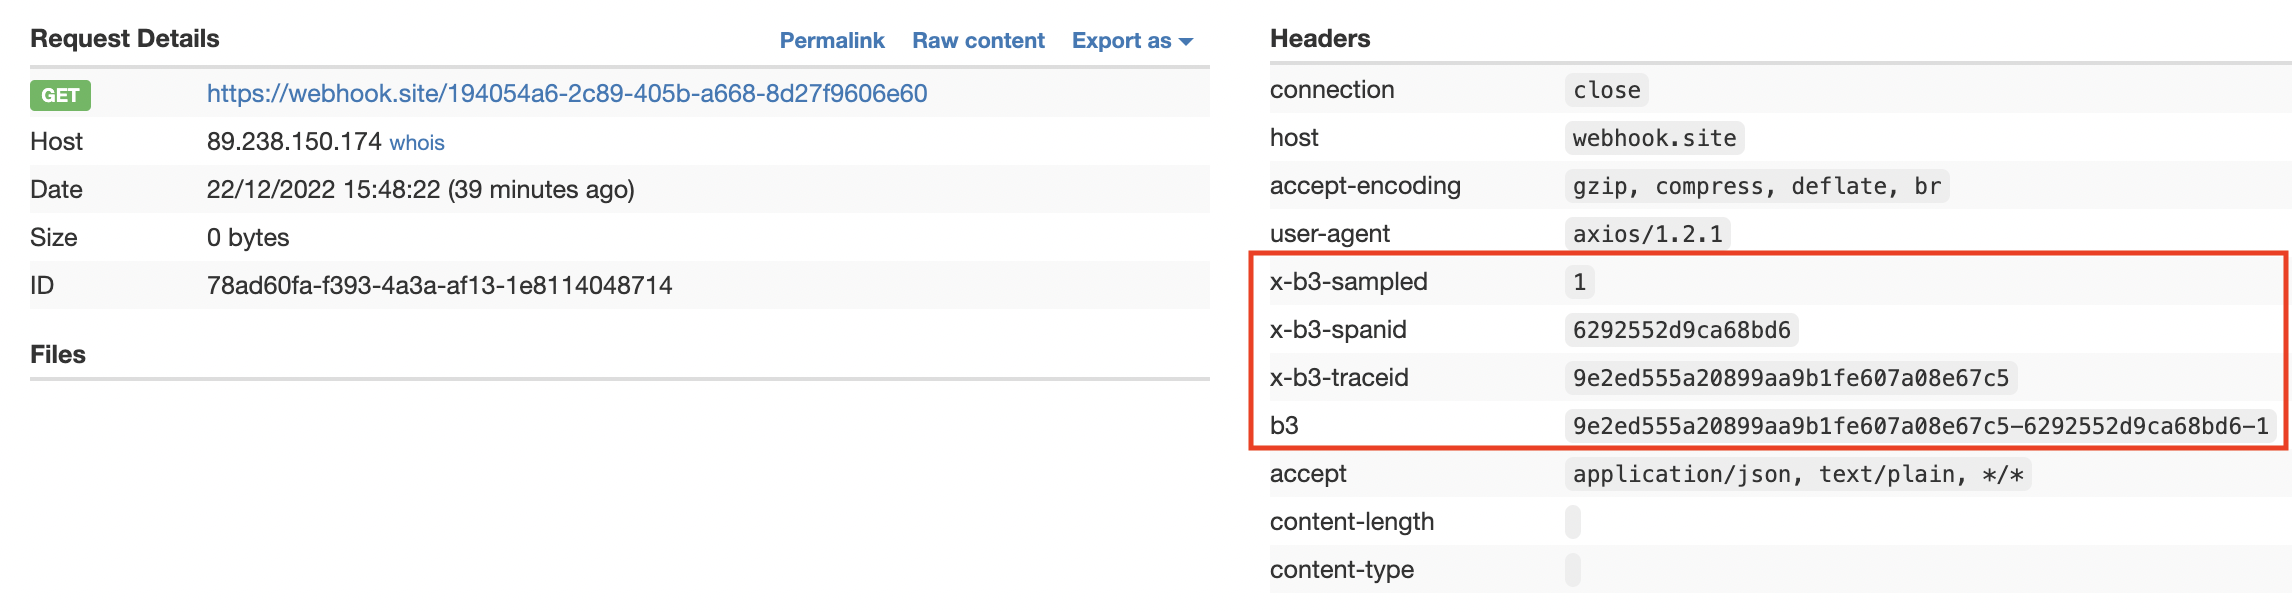 Request Details
Permalink Raw content Export as
GET https://webhook.site/194054a6-2c89-405b-a668-8d27f9606e60
Host 89.238.150.174 whois
Date 22/12/2022 15:48:22 (39 minutes ago)
Size 0 bytes
ID 78ad60fa-f393-4a3a-af13-1e8114048714
Files
Headers
connection close
host webhook.site
accept-encoding gzip, compress, deflate, br
user-agent axios/1.2.1
x-b3-sampled 1
x-b3-spanid 6292552d9ca68bd6
x-b3-traceid 9e2ed555a20899aa9b1fe607a08e67c5
b3 9e2ed555a20899aa9b1fe607a08e67c5-6292552d9ca68bd6-1
accept application/json, text/plain, */*
content-length
content-type